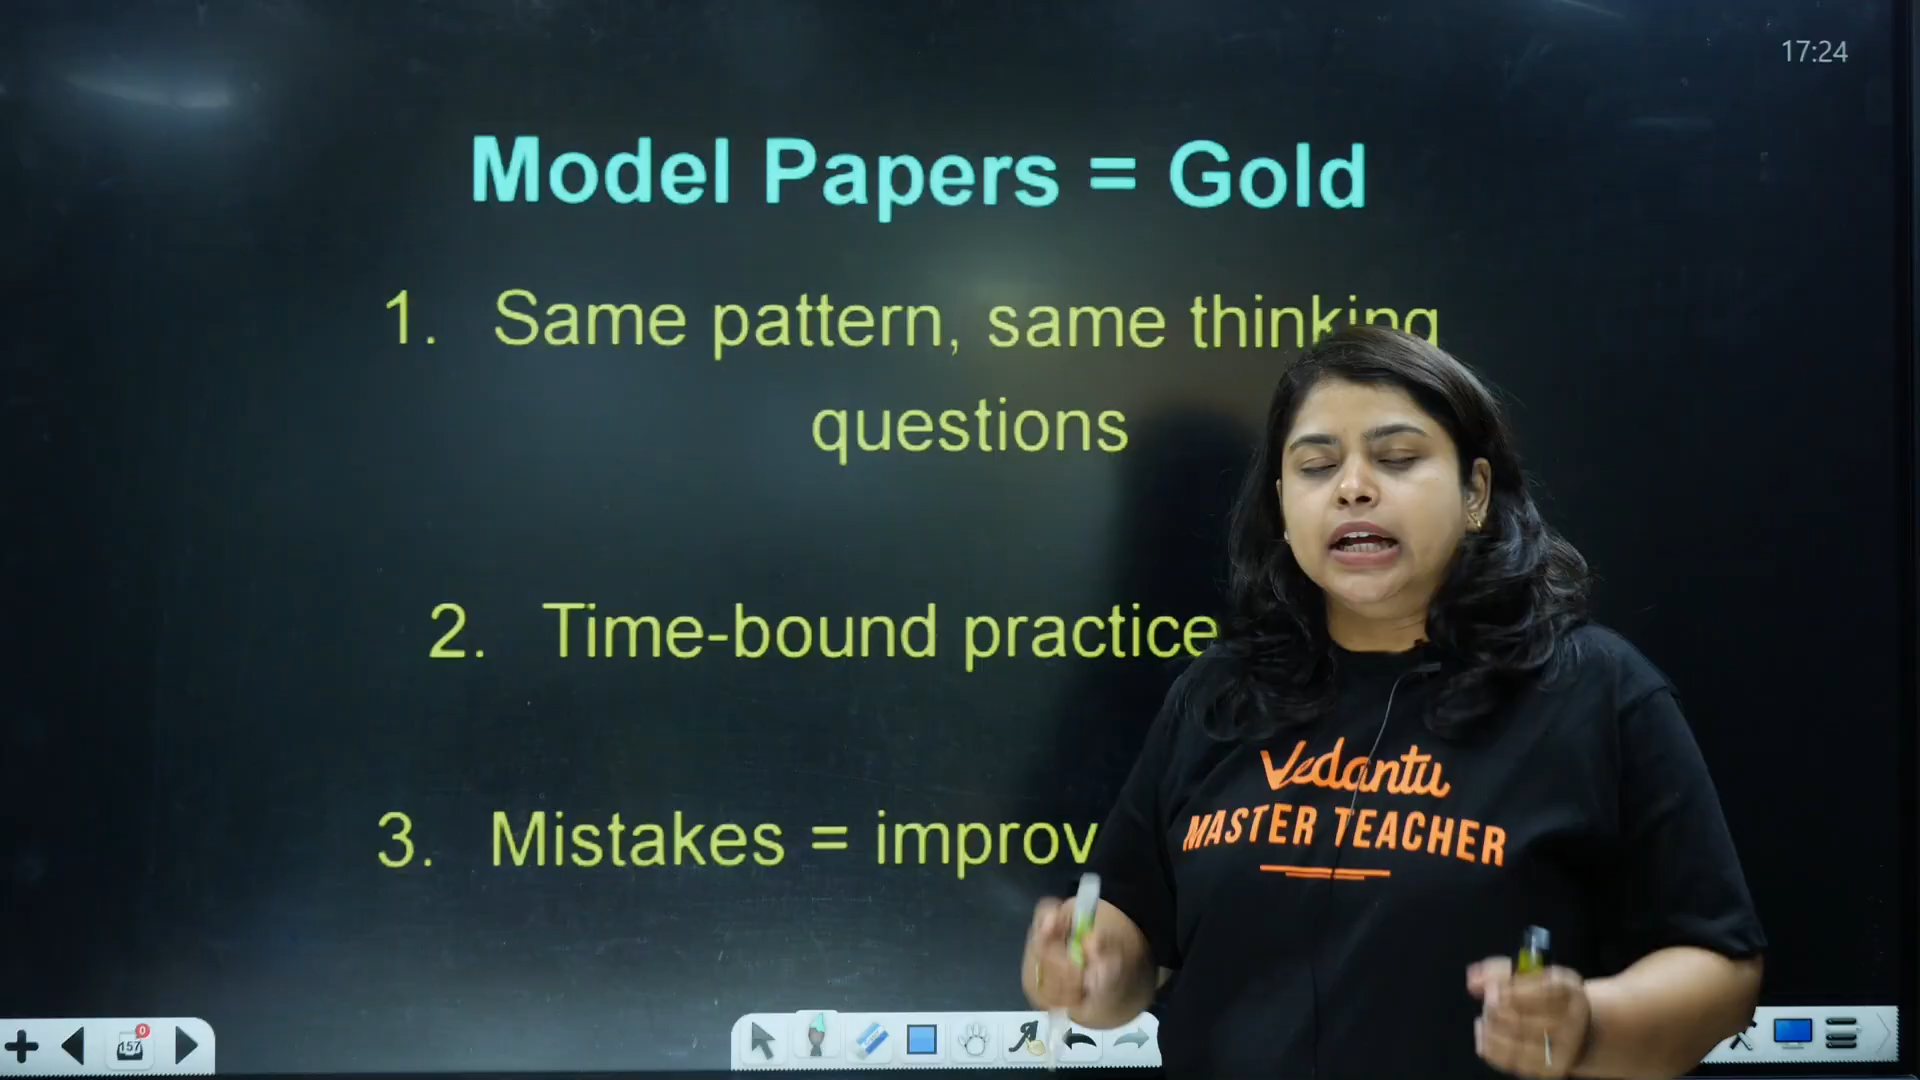 17:24
Model Papers = Gold
1. Same pattern, same thinking
questions
2. Time-bound practice
3. Mistakes = improv
Vedantu
MASTER TEACHER
0
157